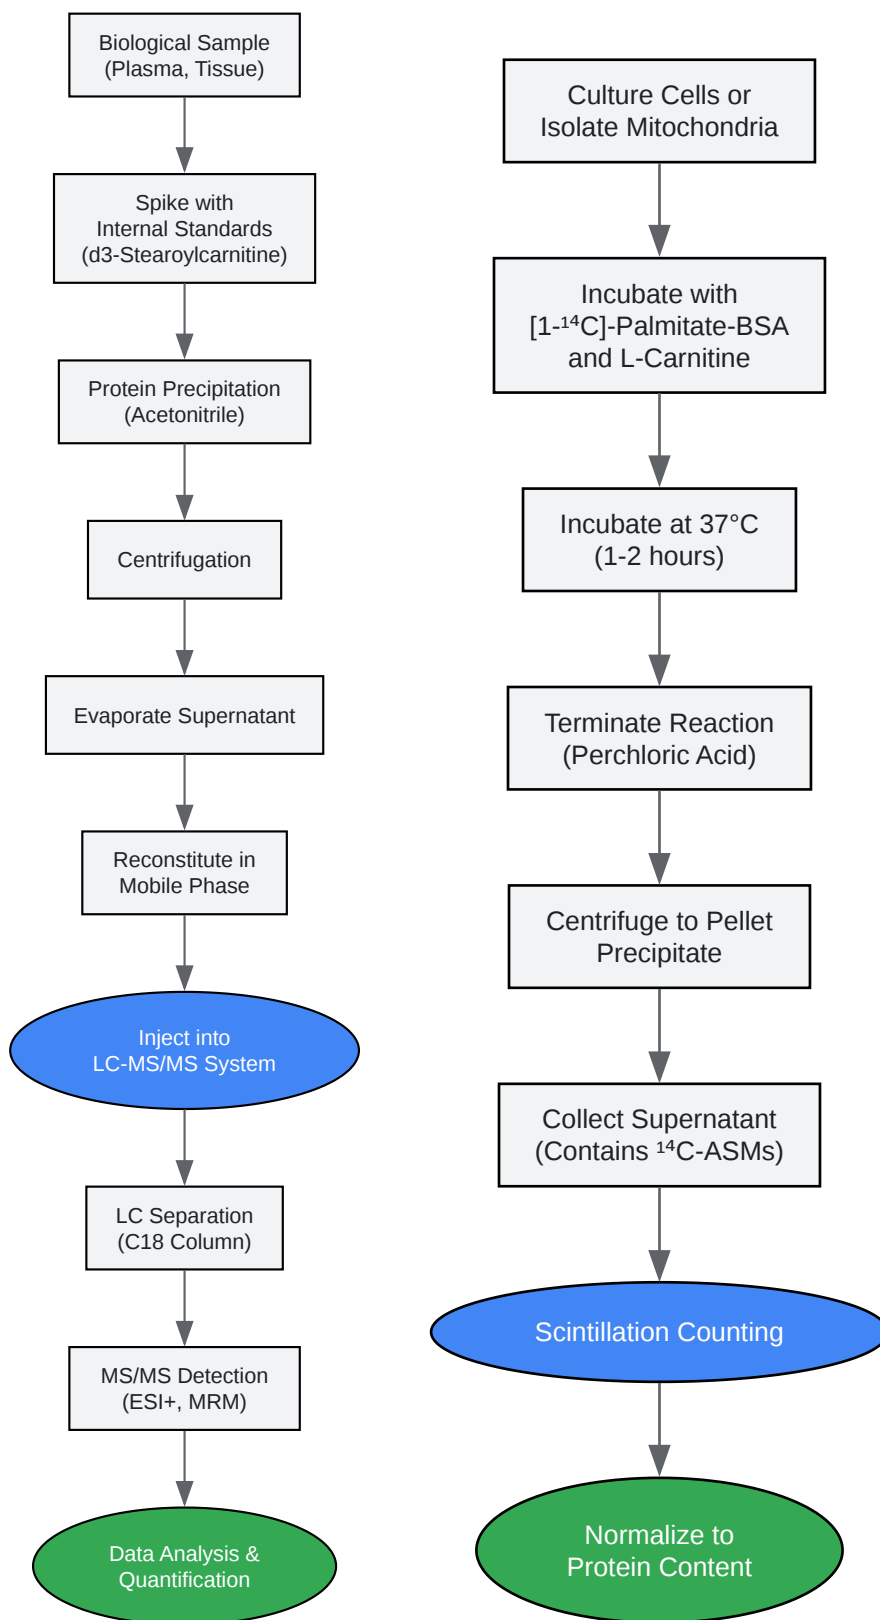 Biological Sample
(Plasma, Tissue)
Spike with
Internal Standards
(d3-Stearoylcarnitine)
Protein Precipitation
(Acetonitrile)
Centrifugation
Evaporate Supernatant
Reconstitute in
Mobile Phase
Inject into
LC-MS/MS System
LC Separation
(C18 Column)
MS/MS Detection
(ESI+, MRM)
Data Analysis &
Quantification
Culture Cells or
Isolate Mitochondria
Incubate with
[1-¹⁴C]-Palmitate-BSA
and L-Carnitine
Incubate at 37°C
(1-2 hours)
Terminate Reaction
(Perchloric Acid)
Centrifuge to Pellet
Precipitate
Collect Supernatant
(Contains ¹⁴C-ASMs)
Scintillation Counting
Normalize to
Protein Content